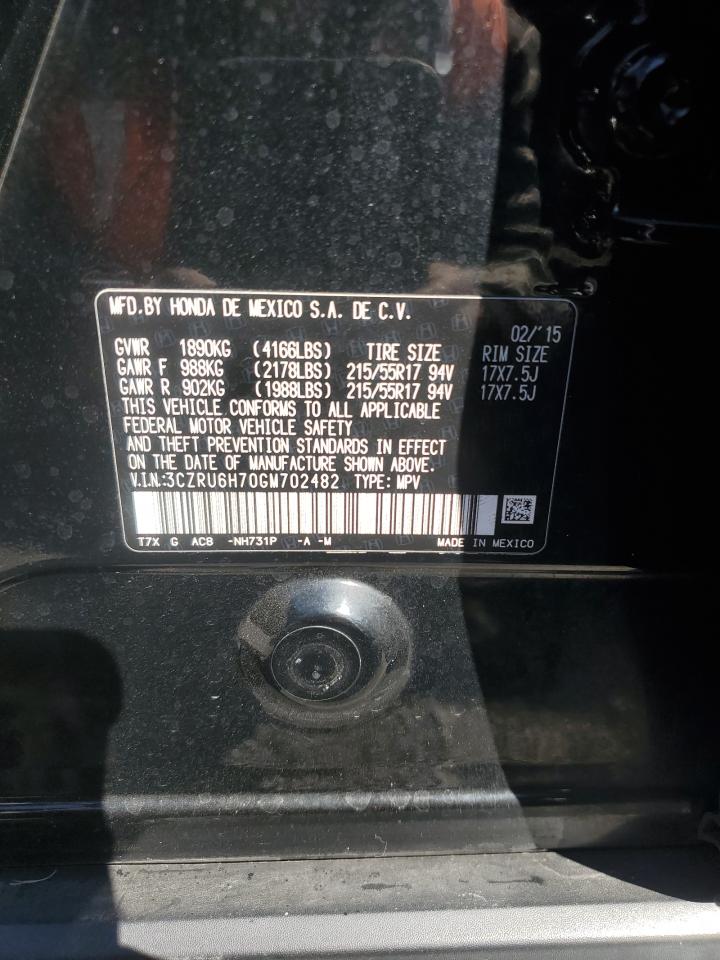 MFD.BY HONDA DE MEXICO S.A. DE C.V.
02/'15
GVWR 1890KG (4166LBS) TIRE SIZE RIM SIZE
GAWR F 988KG (2178LBS) 215/55R17 94V 17X7.5J
GAWR R 902KG (1988LBS) 215/55R17 94V 17X7.5J
THIS VEHICLE CONFORMS TO ALL APPLICABLE
FEDERAL MOTOR VEHICLE SAFETY
AND THEFT PREVENTION STANDARDS IN EFFECT
ON THE DATE OF MANUFACTURE SHOWN ABOVE.
V.I.N.:3CZRU6H70GM702482 TYPE: MPV
T7X G AC8 -NH731P -A -M MADE IN MEXICO